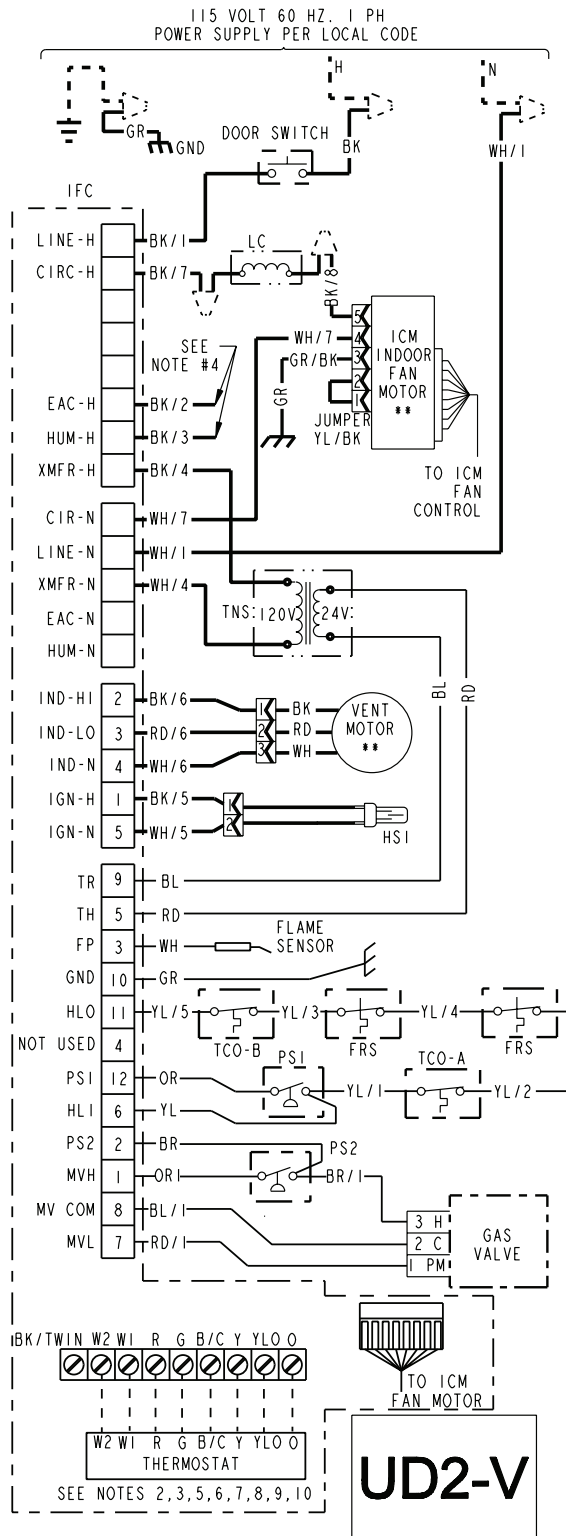 115 VOLT 60 HZ. 1 PH
POWER SUPPLY PER LOCAL CODE
H
N
GR
GND
DOOR SWITCH
BK
WH/1
IFC
LINE-H
BK/1
LC
CIRC-H
BK/7
BK/8
5
4
3
2
1
WH/7
GR/BK
ICM
INDOOR
FAN
MOTOR
**
SEE
NOTE #4
GR
JUMPER
YL/BK
EAC-H
BK/2
HUM-H
BK/3
XMFR-H
BK/4
TO ICM
FAN
CONTROL
CIR-N
WH/7
LINE-N
WH/1
XMFR-N
WH/4
TNS:
120V
24V
EAC-N
HUM-N
BL
RD
IND-HI 2 BK/6 1 BK
IND-LO 3 RD/6 2 RD
IND-N 4 WH/6 3 WH
VENT
MOTOR
**
IGN-H 1 BK/5 1
IGN-N 5 WH/5 2
HSI
TR 9 BL
TH 5 RD
FP 3 WH
FLAME
SENSOR
GND 10 GR
HLO 11 YL/5 YL/3 YL/4
TCO-B FRS FRS
NOT USED 4
PS1 TCO-A
PS1 12 OR YL/1 YL/2
HLI 6 YL
PS2 2 BR PS2
MVH 1 OR1 BR/1
MV COM 8 BL/1
MVL 7 RD/1
3 H
2 C
1 PM
GAS
VALVE
BK/TWIN W2 W1 R G B/C Y YLO O
TO ICM
FAN MOTOR
W2 W1 R G B/C Y YLO O
THERMOSTAT
SEE NOTES 2,3,5,6,7,8,9,10
UD2-V